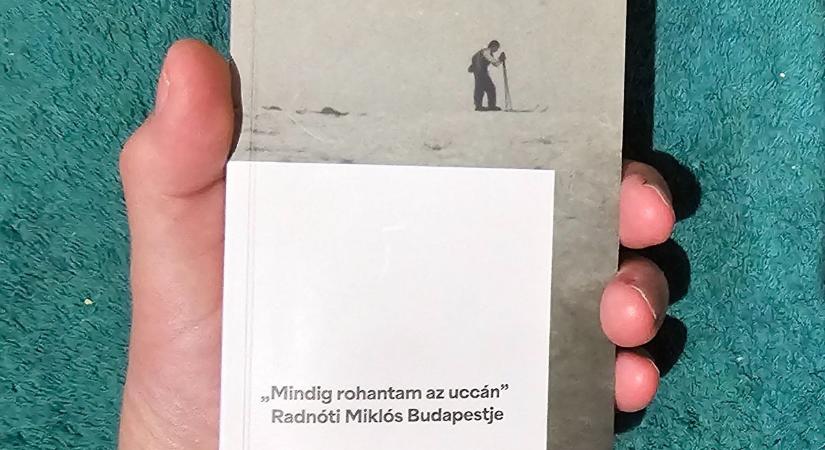 „Mindig rohantam az uccán”
Radnóti Miklós Budapestje